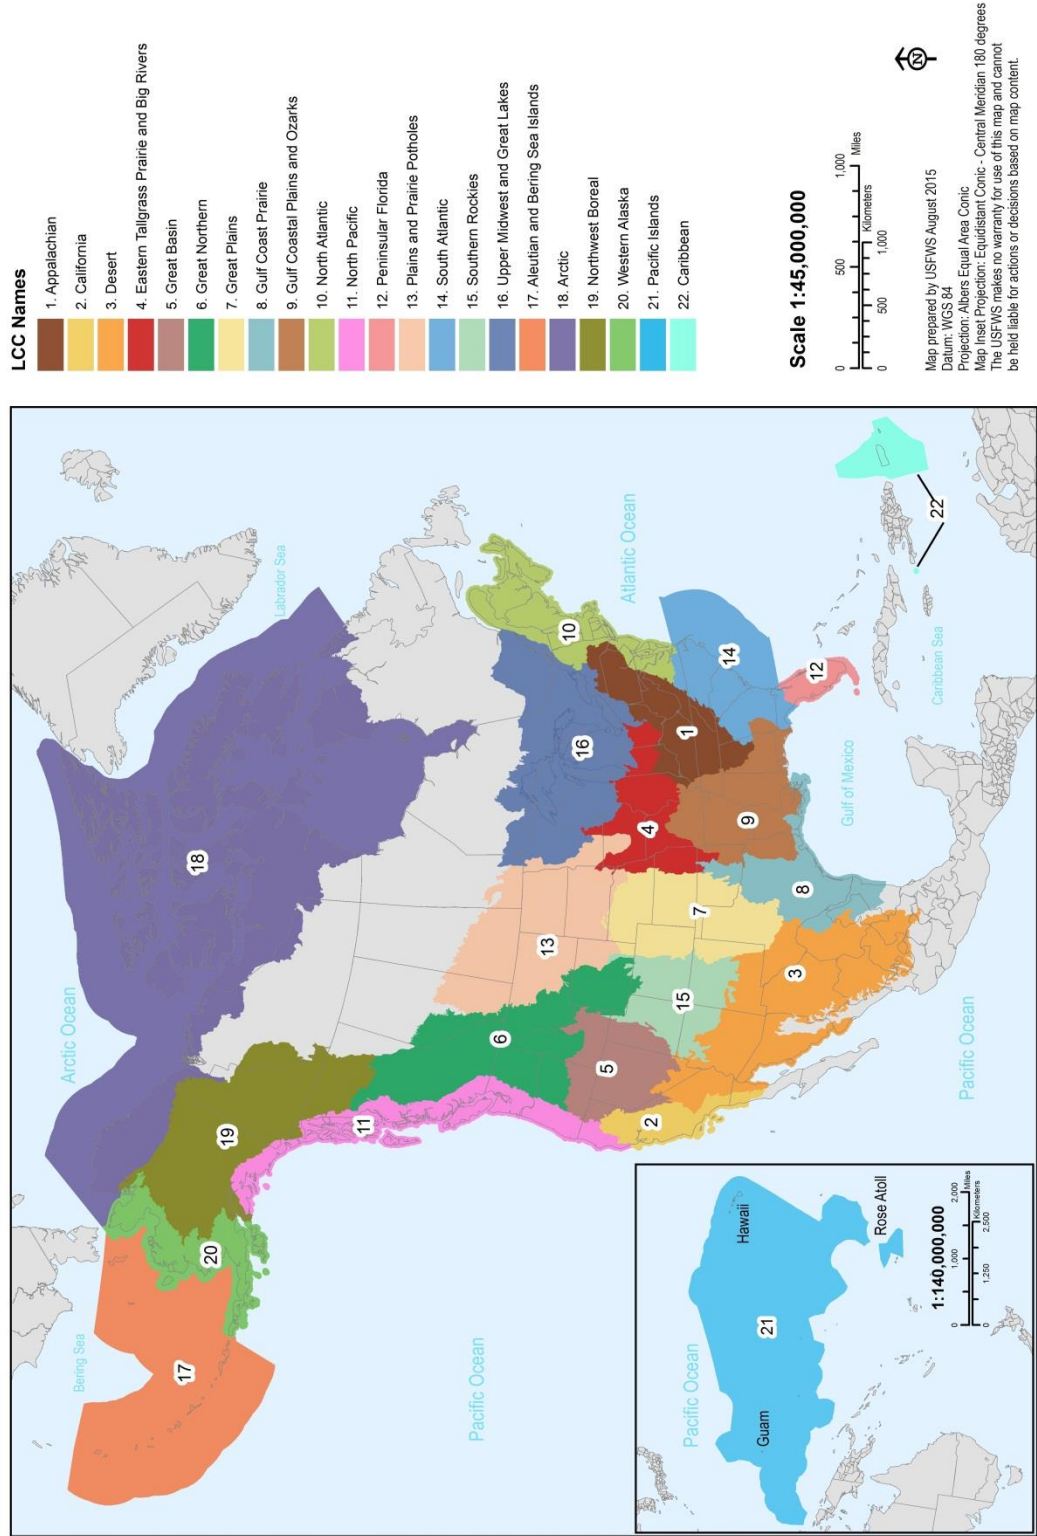 LCC Names
1. Appalachian
2. California
3. Desert
4. Eastern Tallgrass Prairie and Big Rivers
5. Great Basin
6. Great Northern
7. Great Plains
8. Gulf Coast Prairie
9. Gulf Coastal Plains and Ozarks
10. North Atlantic
11. North Pacific
12. Peninsular Florida
13. Plains and Prairie Potholes
14. South Atlantic
15. Southern Rockies
16. Upper Midwest and Great Lakes
17. Aleutian and Bering Sea Islands
18. Arctic
19. Northwest Boreal
20. Western Alaska
21. Pacific Islands
22. Caribbean
Scale 1:45,000,000
0 500 1,000
Miles
0 500 1,000
Kilometers
N
Map prepared by USFWS August 2015
Datum: WGS 84
Projection: Albers Equal Area Conic
Map Inset Projection: Equidistant Conic - Central Meridian 180 degrees
The USFWS makes no warranty for use of this map and cannot
be held liable for actions or decisions based on map content.
Arctic Ocean
Bering Sea
Labrador Sea
Atlantic Ocean
Pacific Ocean
Pacific Ocean
Gulf of Mexico
Caribbean Sea
17
20
19
18
11
6
13
16
10
5
2
15
7
4
1
3
8
9
14
12
22
Pacific Ocean
Guam
21
Hawaii
Rose Atoll
1:140,000,000
0 1,000 2,000
Miles
0 1,250 2,500
Kilometers